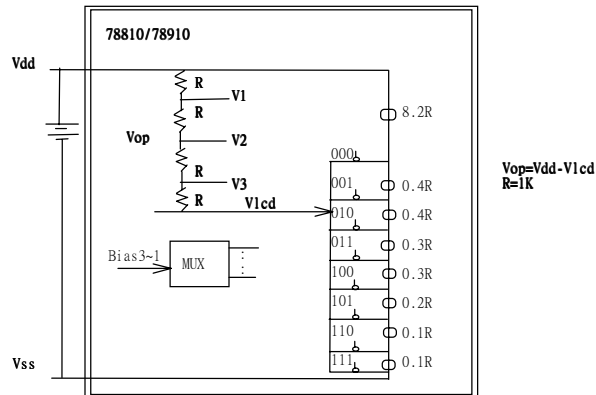 78810/78910
Vdd
R
V1
R
8.2R
Vop
V2
000
R
Vop=Vdd-Vlcd
R=1K
V3
001
0.4R
R
Vlcd
010
0.4R
011
0.3R
Bias3~1
MUX
100
0.3R
101
0.2R
110
0.1R
Vss
111
0.1R